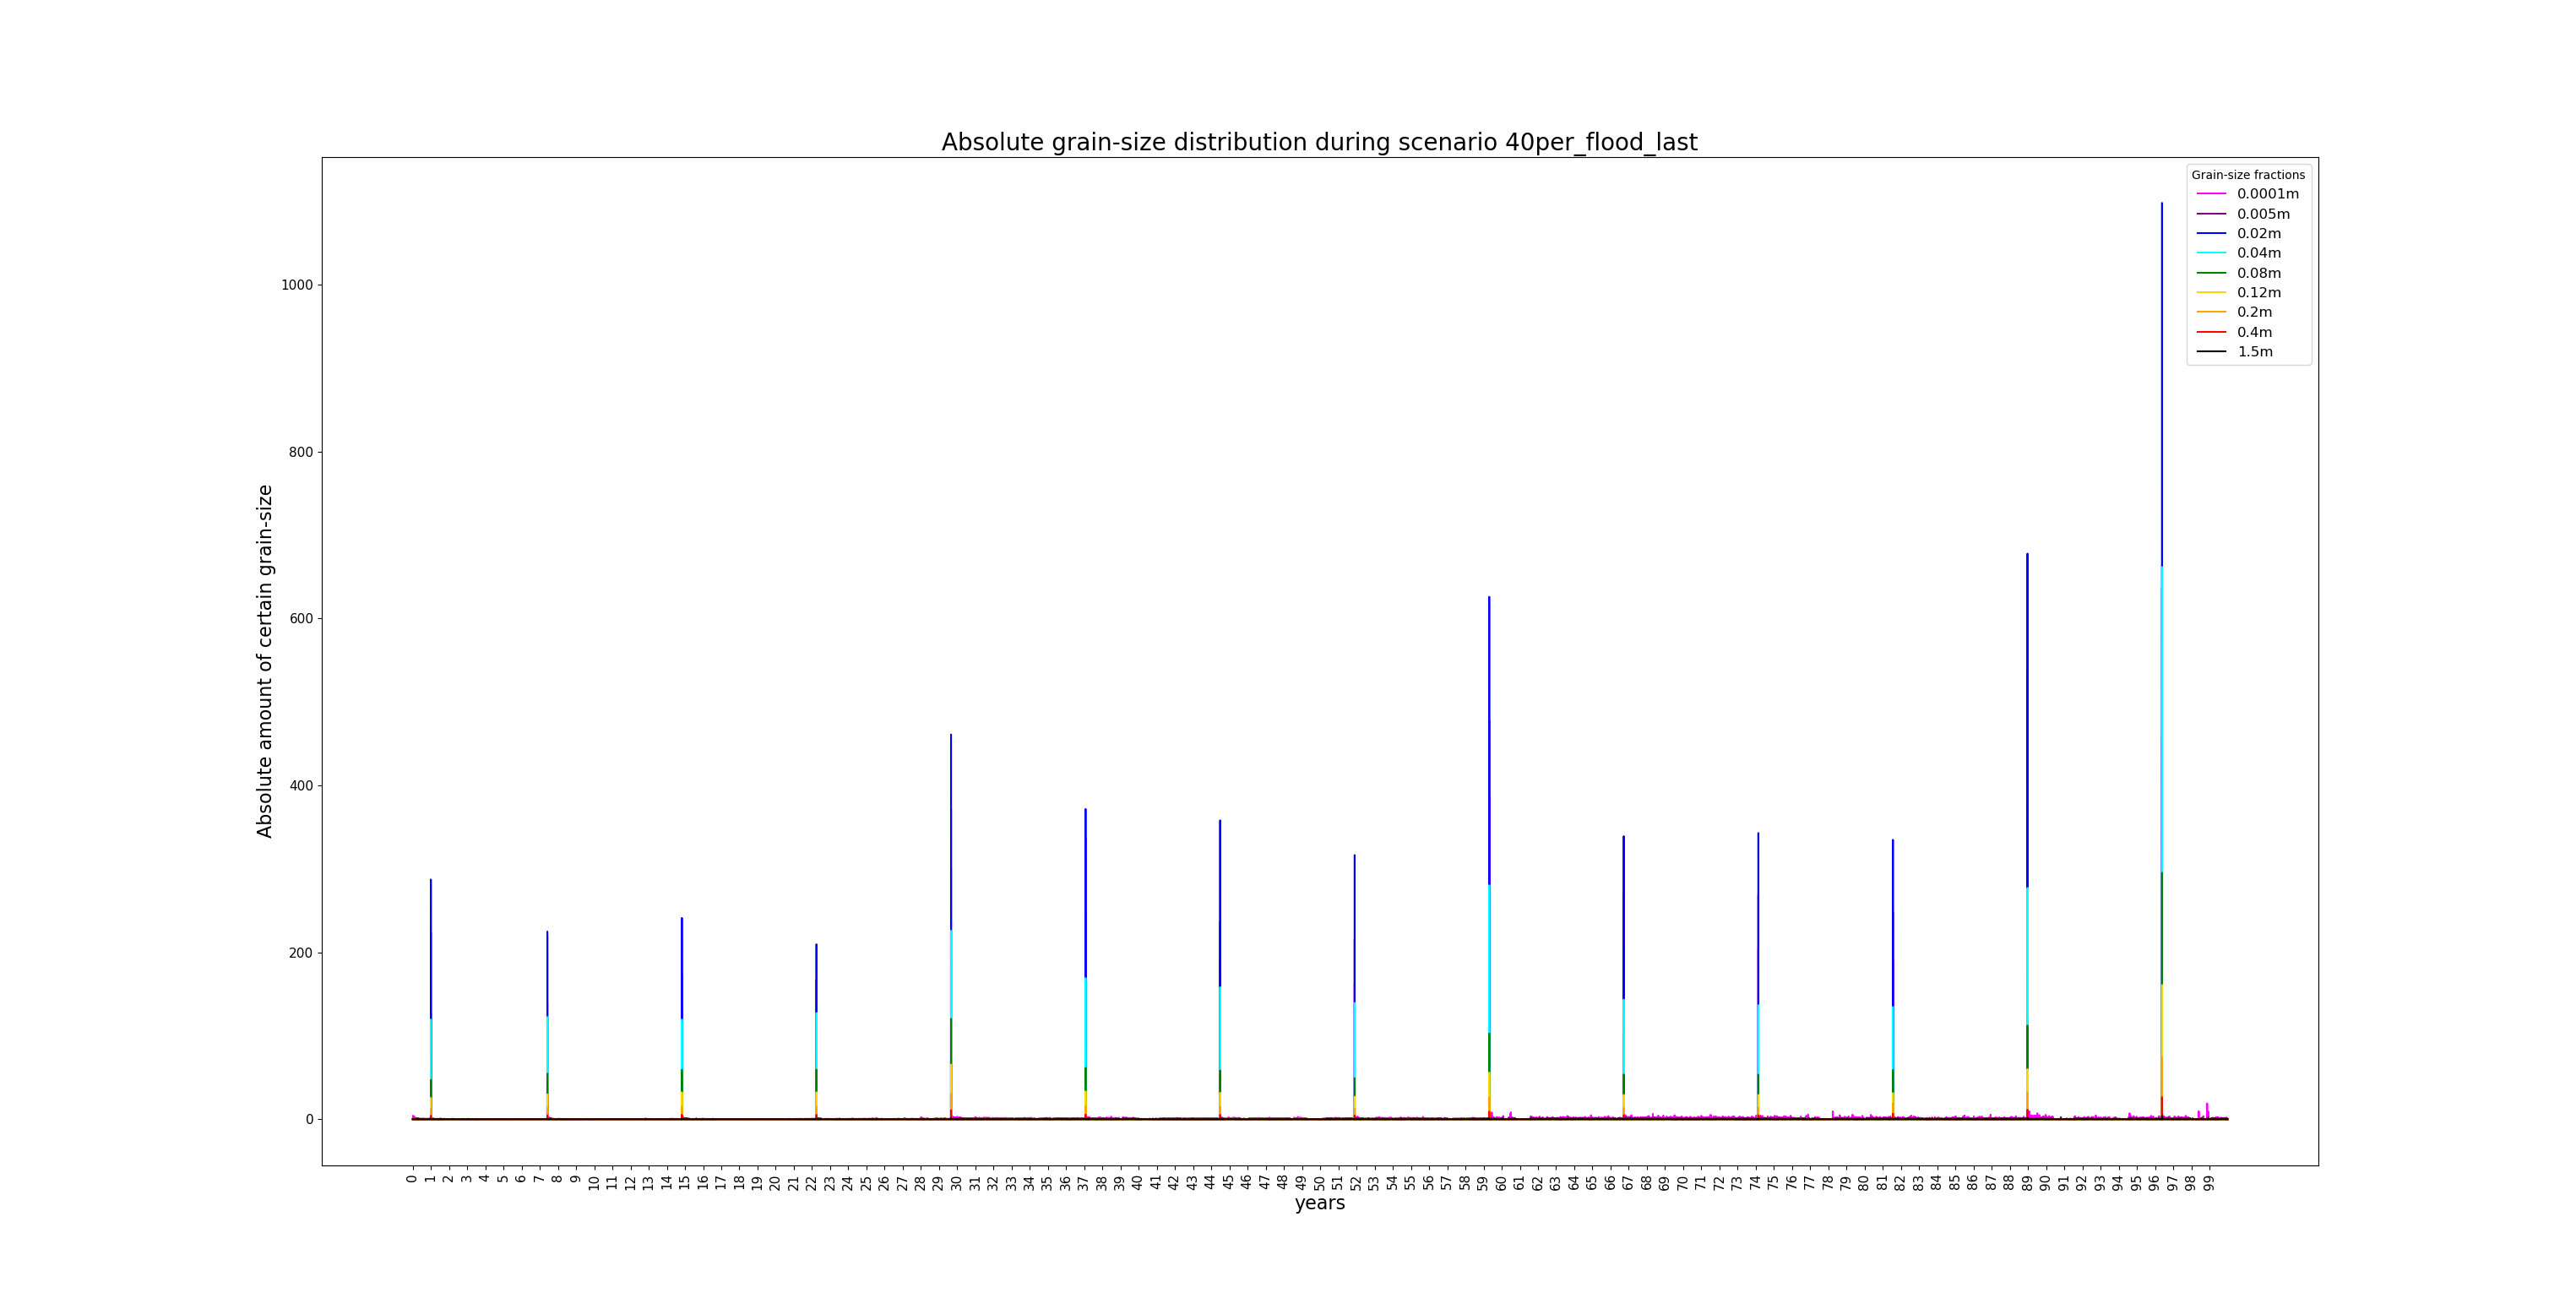 Absolute grain-size distribution during scenario 40per_flood_last
Grain-size fractions
0.0001m
0.005m
0.02m
0.04m
0.08m
0.12m
0.2m
0.4m
1.5m
Absolute amount of certain grain-size
1000
800
600
400
200
0
0 1 2 3 4 5 6 7 8 9 10 11 12 13 14 15 16 17 18 19 20 21 22 23 24 25 26 27 28 29 30 31 32 33 34 35 36 37 38 39 40 41 42 43 44 45 46 47 48 49 50 51 52 53 54 55 56 57 58 59 60 61 62 63 64 65 66 67 68 69 70 71 72 73 74 75 76 77 78 79 80 81 82 83 84 85 86 87 88 89 90 91 92 93 94 95 96 97 98 99
years